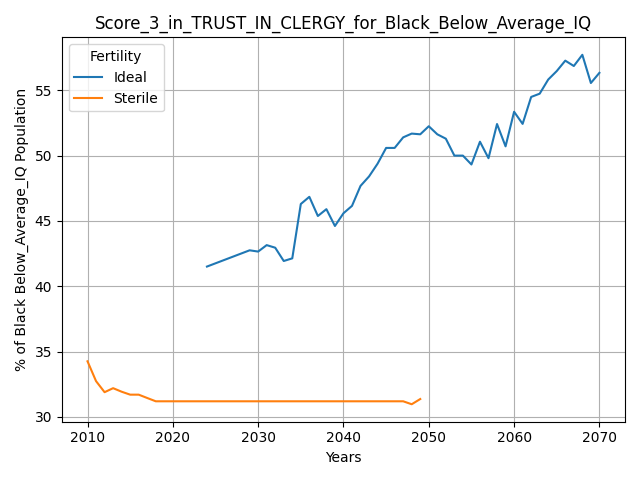 Score_3_in_TRUST_IN_CLERGY_for_Black_Below_Average_IQ
Fertility
Ideal
Sterile
% of Black Below_Average_IQ Population
55
50
45
40
35
30
2010 2020 2030 2040 2050 2060 2070
Years